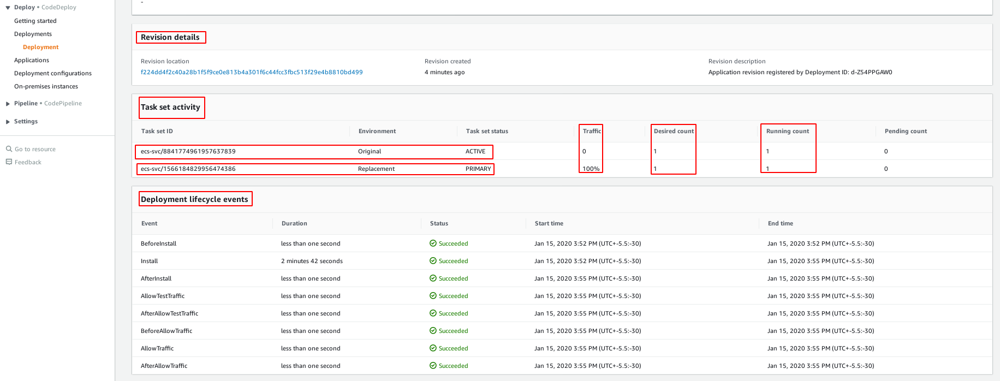 Deploy • CodeDeploy
Getting started
Deployments
Deployment
Applications
Deployment configurations
On-premises instances
Pipeline • CodePipeline
Settings
Go to resource
Feedback
-
Revision details
Revision location Revision created Revision description
f224dd4f2c40a28b1f5f9ce0e813b4a301f6c44fcc3fbc513f29e4b8810bd499 4 minutes ago Application revision registered by Deployment ID: d-Z54PPGAW0
Task set activity
Task set ID Environment Task set status Traffic Desired count Running count Pending count
ecs-svc/8841774961957637839 Original ACTIVE 0 1 1 0
ecs-svc/1566184829956474386 Replacement PRIMARY 100% 1 1 0
Deployment lifecycle events
Event Duration Status Start time End time
BeforeInstall less than one second Succeeded Jan 15, 2020 3:52 PM (UTC+-5.5:-30) Jan 15, 2020 3:52 PM (UTC+-5.5:-30)
Install 2 minutes 42 seconds Succeeded Jan 15, 2020 3:52 PM (UTC+-5.5:-30) Jan 15, 2020 3:55 PM (UTC+-5.5:-30)
AfterInstall less than one second Succeeded Jan 15, 2020 3:55 PM (UTC+-5.5:-30) Jan 15, 2020 3:55 PM (UTC+-5.5:-30)
AllowTestTraffic less than one second Succeeded Jan 15, 2020 3:55 PM (UTC+-5.5:-30) Jan 15, 2020 3:55 PM (UTC+-5.5:-30)
AfterAllowTestTraffic less than one second Succeeded Jan 15, 2020 3:55 PM (UTC+-5.5:-30) Jan 15, 2020 3:55 PM (UTC+-5.5:-30)
BeforeAllowTraffic less than one second Succeeded Jan 15, 2020 3:55 PM (UTC+-5.5:-30) Jan 15, 2020 3:55 PM (UTC+-5.5:-30)
AllowTraffic less than one second Succeeded Jan 15, 2020 3:55 PM (UTC+-5.5:-30) Jan 15, 2020 3:55 PM (UTC+-5.5:-30)
AfterAllowTraffic less than one second Succeeded Jan 15, 2020 3:55 PM (UTC+-5.5:-30) Jan 15, 2020 3:55 PM (UTC+-5.5:-30)